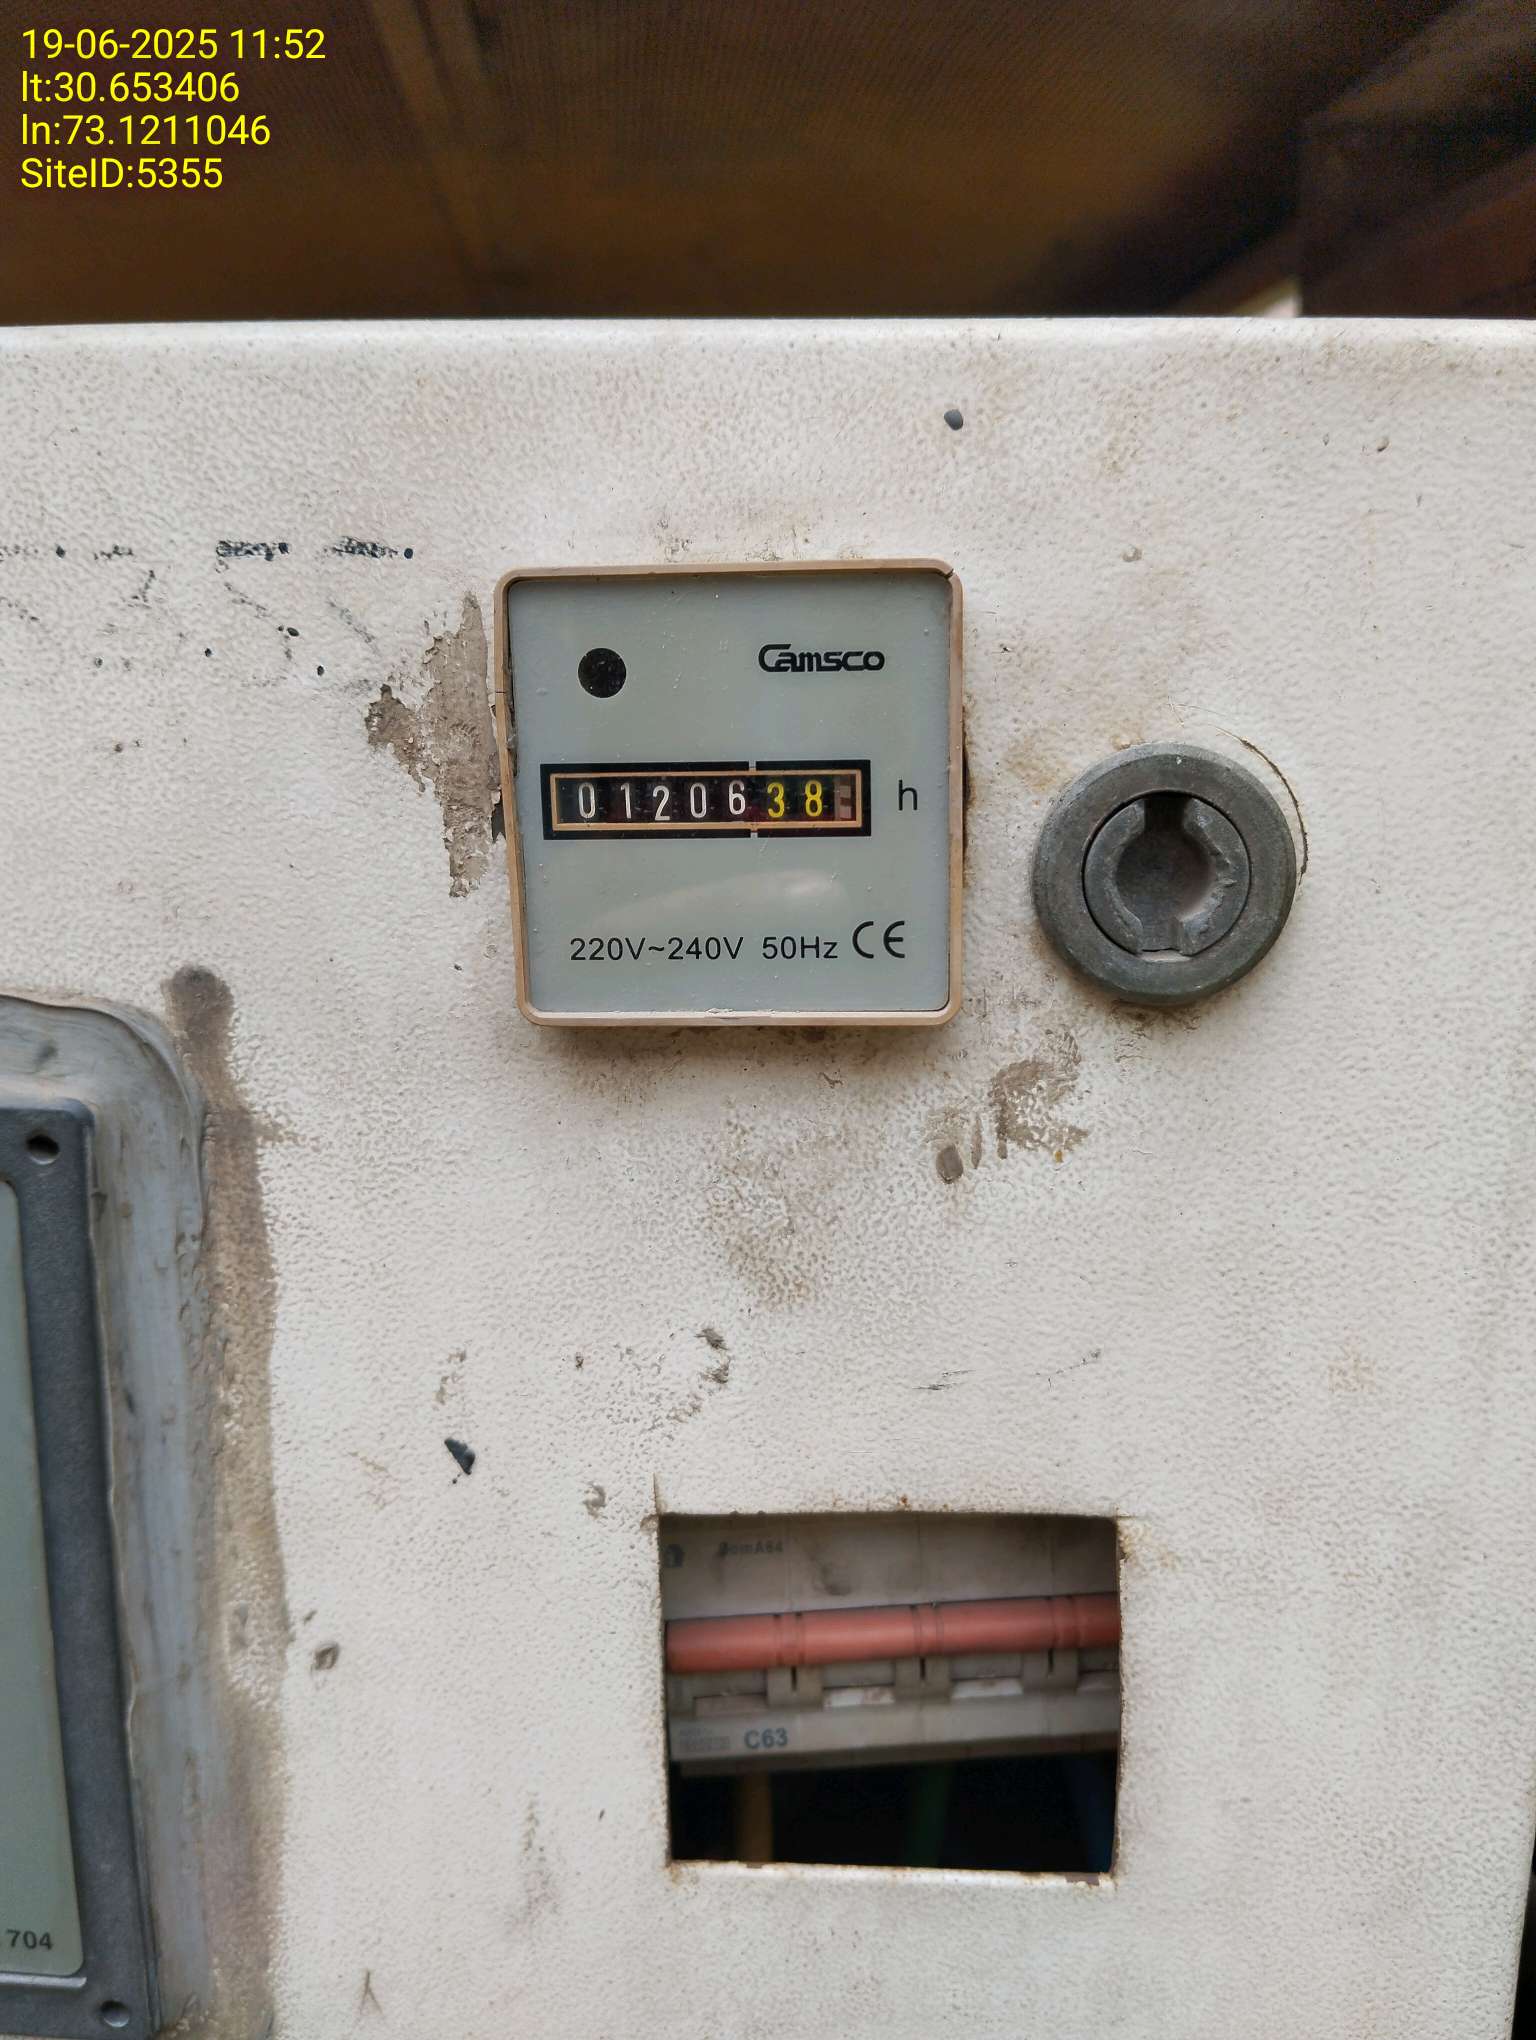 19-06-2025 11:52
lt:30.653406
ln:73.1211046
SiteID:5355
Camsco
0120638 h
220V~240V 50Hz CE
C63
704